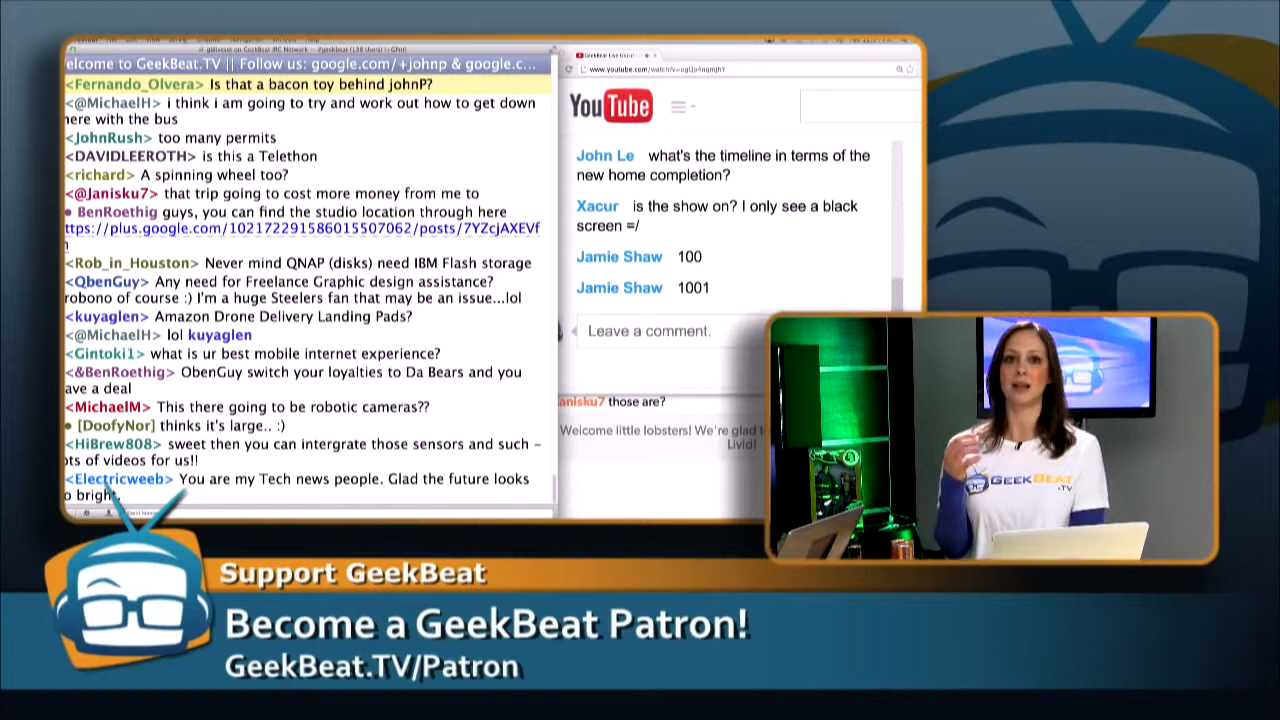 gbliveset on GeekBeat IRC Network - #geekbeat
elcome to GeekBeat.TV || Follow us: google.com/+johnp & google.c...
<Fernando_Olvera> Is that a bacon toy behind johnP?
<@MichaelH> i think i am going to try and work out how to get down
here with the bus
<JohnRush> too many permits
<DAVIDLEEROTH> is this a Telethon
<richard> A spinning wheel too?
<@Janisku7> that trip going to cost more money from me to
• BenRoethig guys, you can find the studio location through here
ttps://plus.google.com/102172291586015507062/posts/7YZcjAXEVf
<Rob_in_Houston> Never mind QNAP (disks) need IBM Flash storage
<QbenGuy> Any need for Freelance Graphic design assistance?
robono of course :) I'm a huge Steelers fan that may be an issue...lol
<kuyaglen> Amazon Drone Delivery Landing Pads?
<@MichaelH> lol kuyaglen
<Gintoki1> what is ur best mobile internet experience?
<&BenRoethig> ObenGuy switch your loyalties to Da Bears and you
ave a deal
<MichaelM> This there going to be robotic cameras??
• [DoofyNor] thinks it's large.. :)
<HiBrew808> sweet then you can intergrate those sensors and such -
ots of videos for us!!
<Electricweeb> You are my Tech news people. Glad the future looks
o bright.
YouTube
John Le what's the timeline in terms of the
new home completion?
Xacur is the show on? I only see a black
screen =/
Jamie Shaw 100
Jamie Shaw 1001
Leave a comment.
anisku7 those are?
Welcome little lobsters! We're glad t
Livid!
GEEKBEAT
.TV
Support GeekBeat
Become a GeekBeat Patron!
GeekBeat.TV/Patron